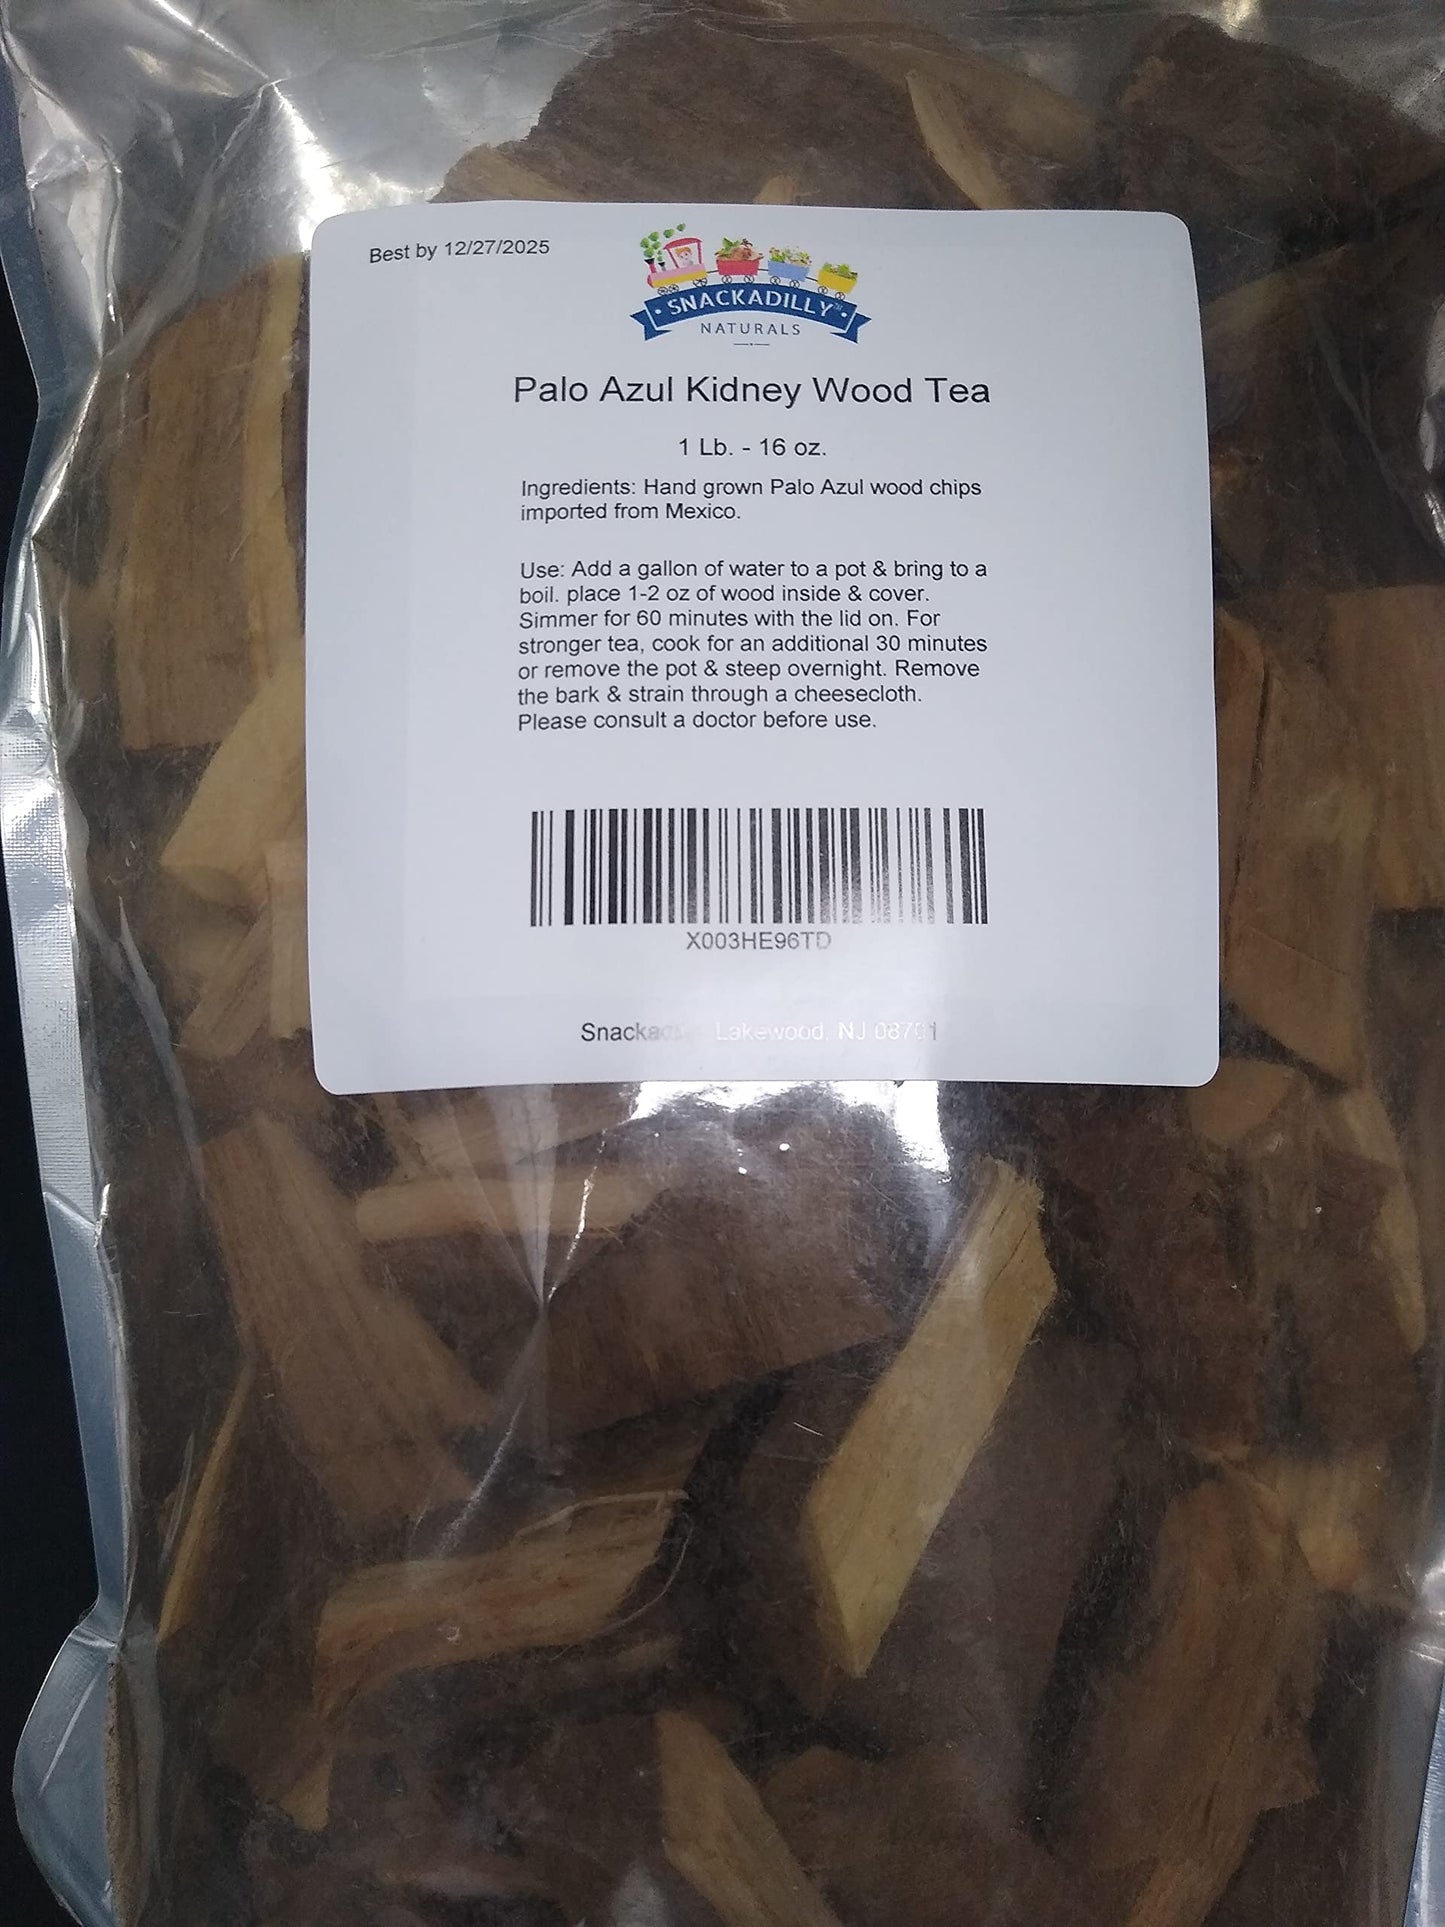 Best by 12/27/2025
SNACKADILLY™
NATURALS
Palo Azul Kidney Wood Tea
1 Lb. - 16 oz.
Ingredients: Hand grown Palo Azul wood chips
imported from Mexico.
Use: Add a gallon of water to a pot & bring to a
boil. place 1-2 oz of wood inside & cover.
Simmer for 60 minutes with the lid on. For
stronger tea, cook for an additional 30 minutes
or remove the pot & steep overnight. Remove
the bark & strain through a cheesecloth.
Please consult a doctor before use.
X003HE96TD
Lakewood, NJ 08701